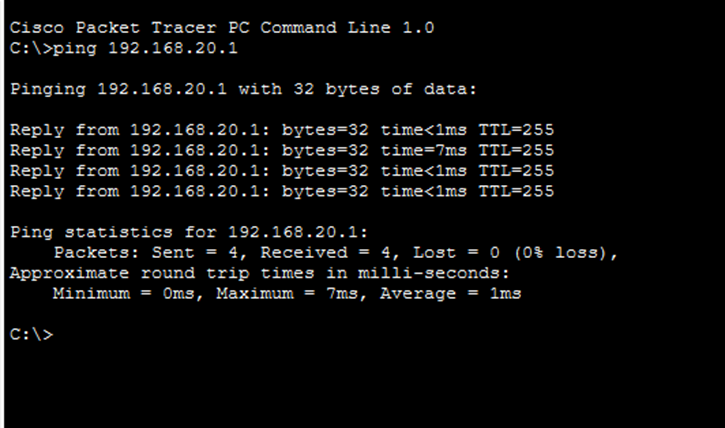 Cisco Packet Tracer PC Command Line 1.0
C:\>ping 192.168.20.1
Pinging 192.168.20.1 with 32 bytes of data:
Reply from 192.168.20.1: bytes=32 time<1ms TTL=255
Reply from 192.168.20.1: bytes=32 time=7ms TTL=255
Reply from 192.168.20.1: bytes=32 time<1ms TTL=255
Reply from 192.168.20.1: bytes=32 time<1ms TTL=255
Ping statistics for 192.168.20.1:
    Packets: Sent = 4, Received = 4, Lost = 0 (0% loss),
Approximate round trip times in milli-seconds:
    Minimum = 0ms, Maximum = 7ms, Average = 1ms
C:\>